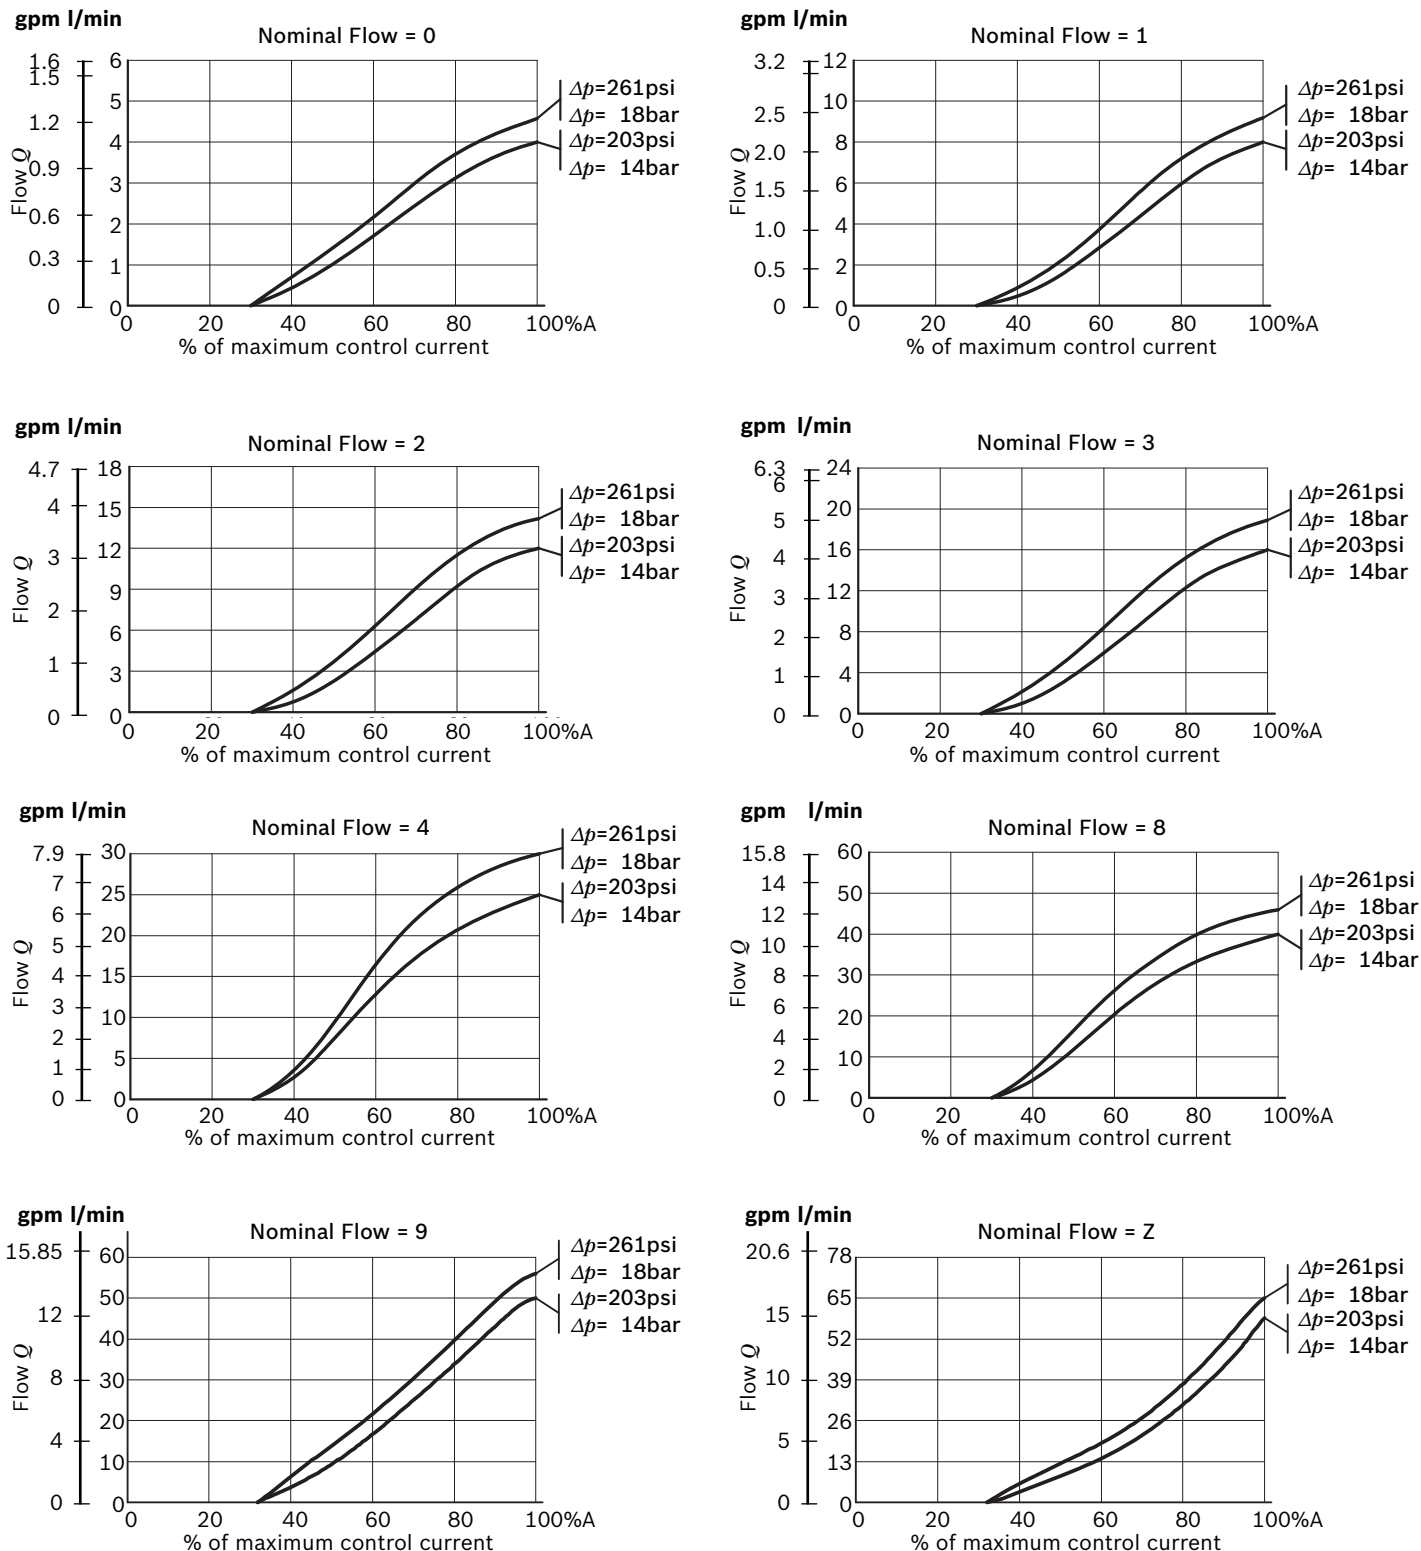 gpm l/min
Nominal Flow = 0
1.6
1.5
1.2
0.9
0.6
0.3
0
6
5
4
3
2
1
0
Flow Q
Δp=261psi
Δp= 18bar
Δp=203psi
Δp= 14bar
0 20 40 60 80 100%A
% of maximum control current
gpm l/min
Nominal Flow = 1
3.2
2.5
2.0
1.5
1.0
0.5
0
12
10
8
6
4
2
0
Flow Q
Δp=261psi
Δp= 18bar
Δp=203psi
Δp= 14bar
0 20 40 60 80 100%A
% of maximum control current
gpm l/min
Nominal Flow = 2
4.7
4
3
2
1
0
18
15
12
9
6
3
0
Flow Q
Δp=261psi
Δp= 18bar
Δp=203psi
Δp= 14bar
0 20 40 60 80 100%A
% of maximum control current
gpm l/min
Nominal Flow = 3
6.3
6
5
4
3
2
1
0
24
20
16
12
8
4
0
Flow Q
Δp=261psi
Δp= 18bar
Δp=203psi
Δp= 14bar
0 20 40 60 80 100%A
% of maximum control current
gpm l/min
Nominal Flow = 4
7.9
7
6
5
4
3
2
1
0
30
25
20
15
10
5
0
Flow Q
Δp=261psi
Δp= 18bar
Δp=203psi
Δp= 14bar
0 20 40 60 80 100%A
% of maximum control current
gpm l/min
Nominal Flow = 8
15.8
14
12
10
8
6
4
2
0
60
50
40
30
20
10
0
Flow Q
Δp=261psi
Δp= 18bar
Δp=203psi
Δp= 14bar
0 20 40 60 80 100%A
% of maximum control current
gpm l/min
Nominal Flow = 9
15.85
12
8
4
0
60
50
40
30
20
10
0
Flow Q
Δp=261psi
Δp= 18bar
Δp=203psi
Δp= 14bar
0 20 40 60 80 100%A
% of maximum control current
gpm l/min
Nominal Flow = Z
20.6
15
10
5
0
78
65
52
39
26
13
0
Flow Q
Δp=261psi
Δp= 18bar
Δp=203psi
Δp= 14bar
0 20 40 60 80 100%A
% of maximum control current